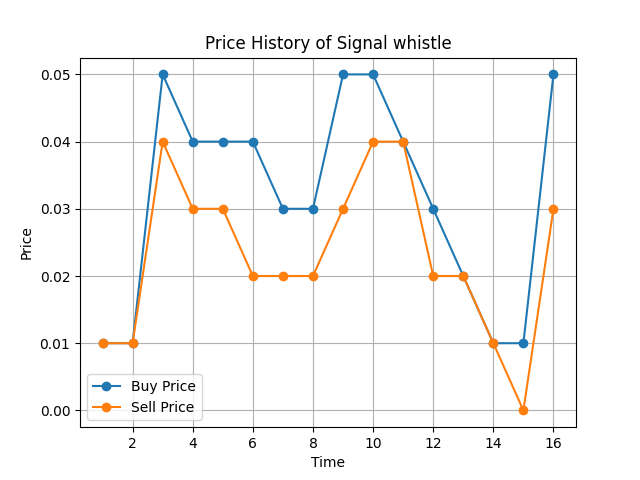 Price History of Signal whistle
0.05
0.04
0.03
0.02
0.01
0.00
Price
Buy Price
Sell Price
2 4 6 8 10 12 14 16
Time